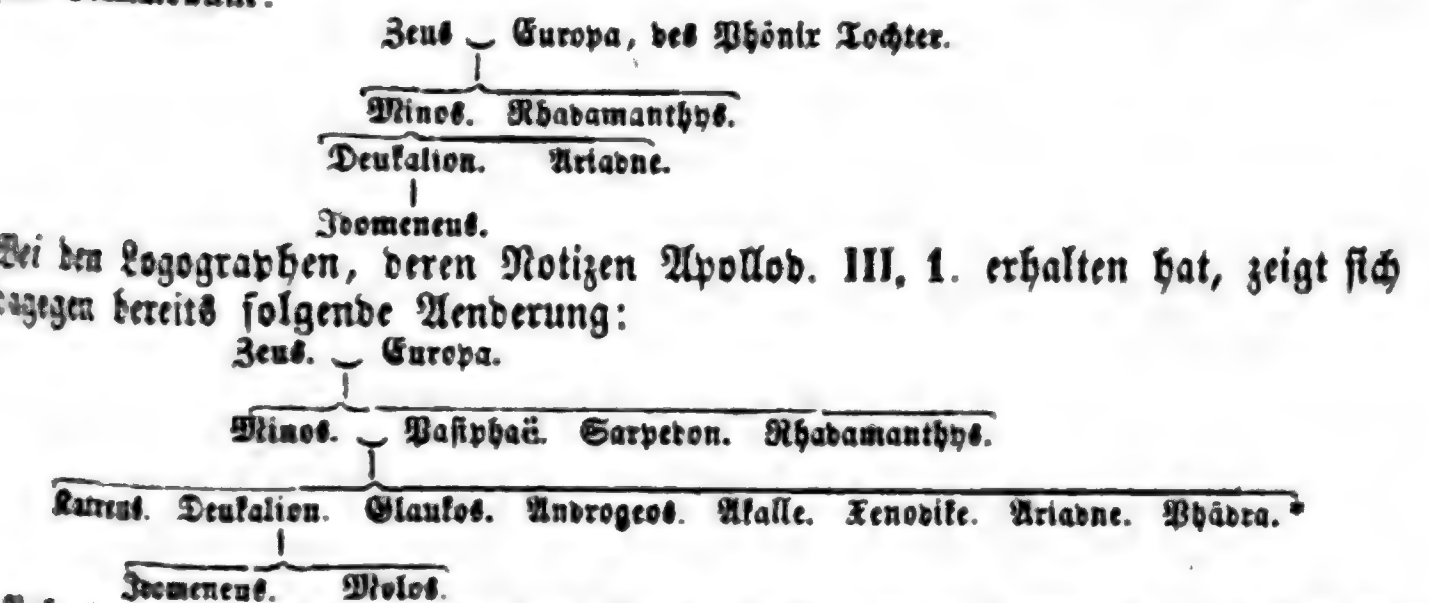 Zeus ‿ Europa, des Phönix Tochter.
Minos. Rhadamanthys.
Deukalion. Ariadne.
Idomeneus.
Bei den Logographen, deren Notizen Apollod. III, 1. erhalten hat, zeigt sich
dagegen bereits folgende Aenderung:
Zeus. ‿ Europa.
Minos. ‿ Pasiphaë. Sarpedon. Rhadamanthys.
Katreus. Deukalion. Glaukos. Androgeos. Akalle. Xenodike. Ariadne. Phädra.*
Idomeneus. Molos.